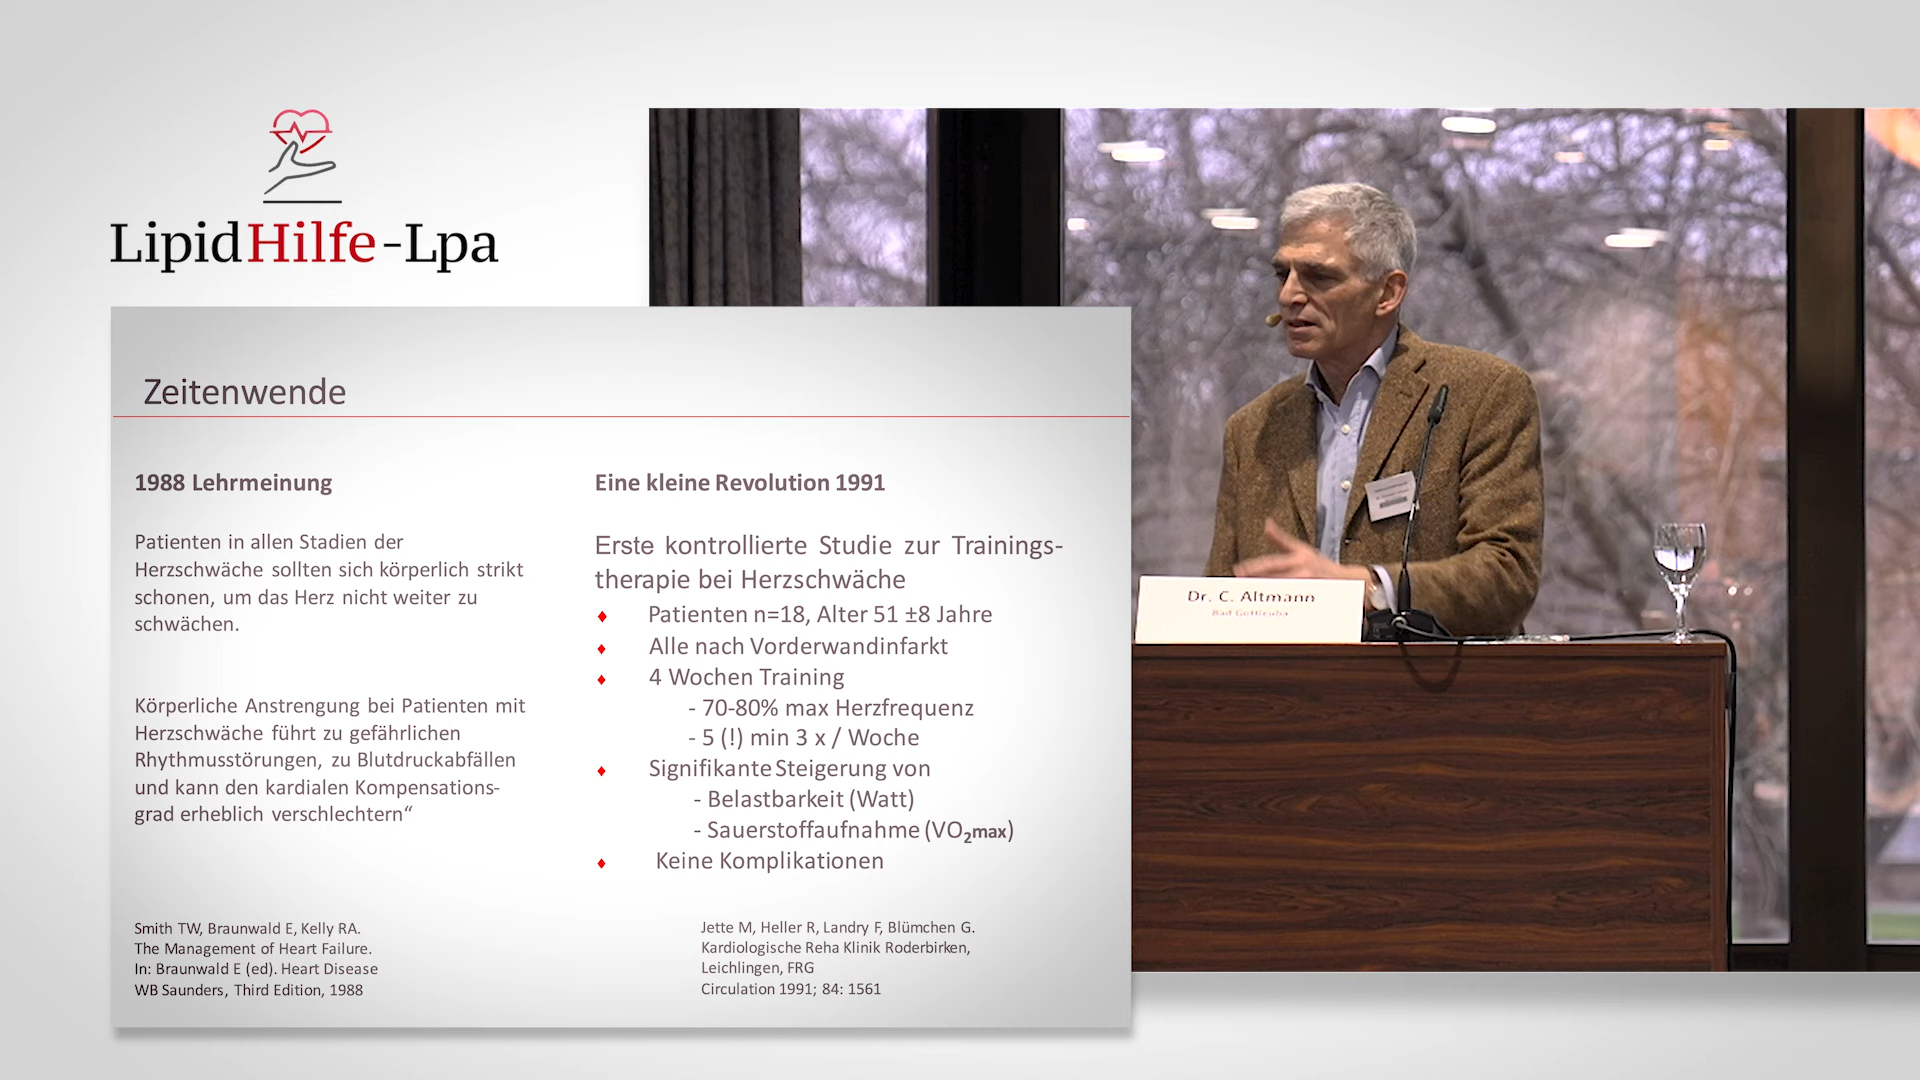 LipidHilfe-Lpa
Zeitenwende
1988 Lehrmeinung
Patienten in allen Stadien der
Herzschwäche sollten sich körperlich strikt
schonen, um das Herz nicht weiter zu
schwächen.
Körperliche Anstrengung bei Patienten mit
Herzschwäche führt zu gefährlichen
Rhythmusstörungen, zu Blutdruckabfällen
und kann den kardialen Kompensations-
grad erheblich verschlechtern“
Smith TW, Braunwald E, Kelly RA.
The Management of Heart Failure.
In: Braunwald E (ed). Heart Disease
WB Saunders, Third Edition, 1988
Eine kleine Revolution 1991
Erste kontrollierte Studie zur Trainings-
therapie bei Herzschwäche
♦ Patienten n=18, Alter 51 ±8 Jahre
♦ Alle nach Vorderwandinfarkt
♦ 4 Wochen Training
- 70-80% max Herzfrequenz
- 5 (!) min 3 x / Woche
♦ Signifikante Steigerung von
- Belastbarkeit (Watt)
- Sauerstoffaufnahme (VO₂max)
♦ Keine Komplikationen
Jette M, Heller R, Landry F, Blümchen G.
Kardiologische Reha Klinik Roderbirken,
Leichlingen, FRG
Circulation 1991; 84: 1561
Dr. C. Altmann
Bad Gottleuba